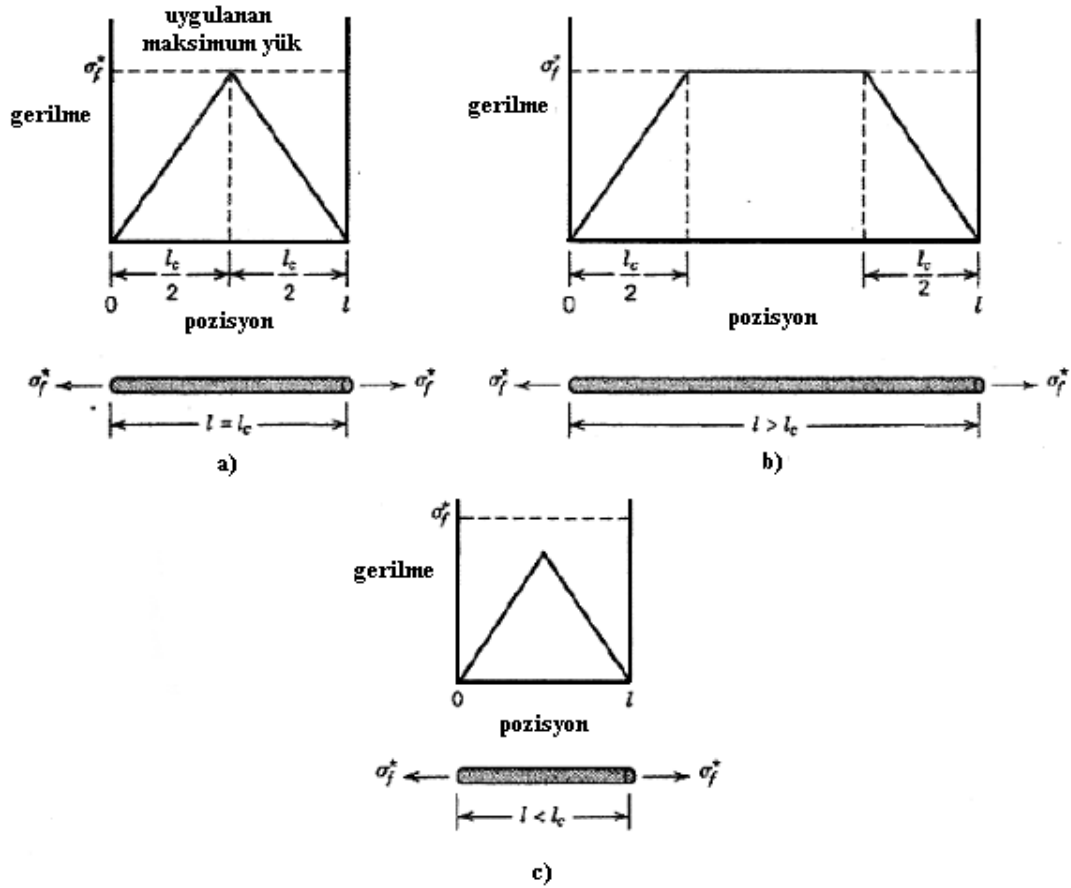 uygulanan
maksimum yük
σf*
gerilme
lc/2 lc/2
0 l
pozisyon
σf* σf*
l = lc
a)
σf*
gerilme
lc/2 lc/2
0 l
pozisyon
σf* σf*
l > lc
b)
σf*
gerilme
0 l
pozisyon
σf* σf*
l < lc
c)